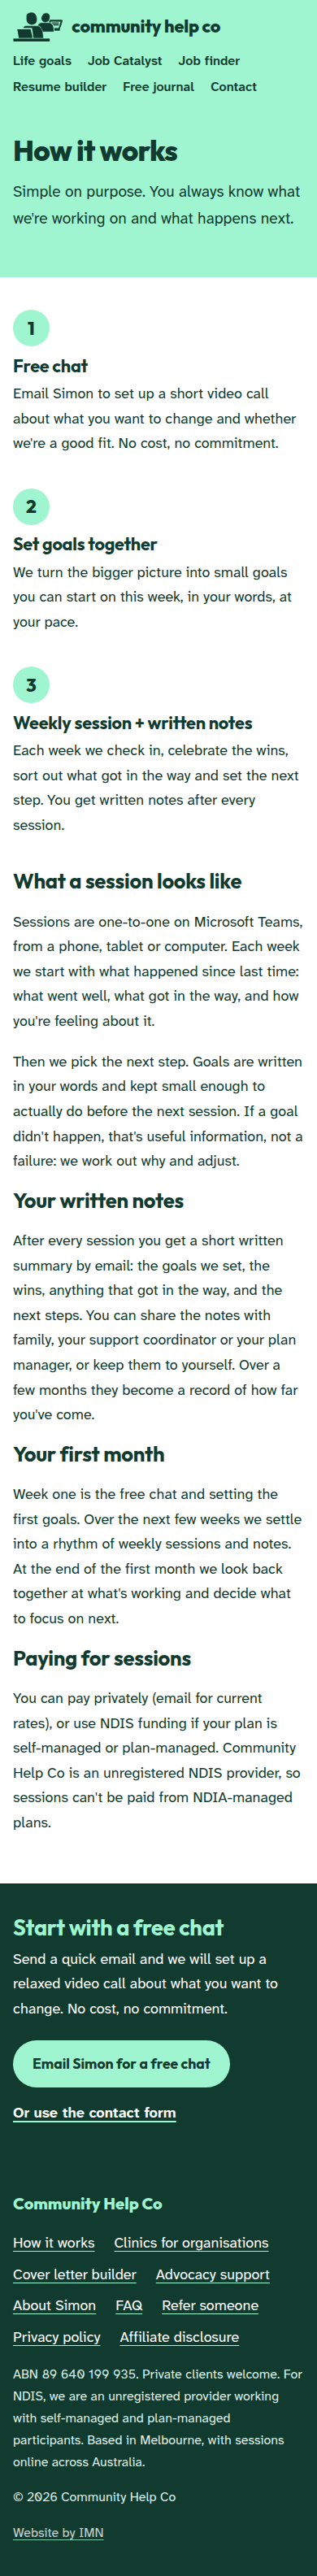 community help co
Life goals Job Catalyst Job finder
Resume builder Free journal Contact
How it works
Simple on purpose. You always know what
we're working on and what happens next.
1
Free chat
Email Simon to set up a short video call
about what you want to change and whether
we're a good fit. No cost, no commitment.
2
Set goals together
We turn the bigger picture into small goals
you can start on this week, in your words, at
your pace.
3
Weekly session + written notes
Each week we check in, celebrate the wins,
sort out what got in the way and set the next
step. You get written notes after every
session.
What a session looks like
Sessions are one-to-one on Microsoft Teams,
from a phone, tablet or computer. Each week
we start with what happened since last time:
what went well, what got in the way, and how
you're feeling about it.
Then we pick the next step. Goals are written
in your words and kept small enough to
actually do before the next session. If a goal
didn't happen, that's useful information, not a
failure: we work out why and adjust.
Your written notes
After every session you get a short written
summary by email: the goals we set, the
wins, anything that got in the way, and the
next steps. You can share the notes with
family, your support coordinator or your plan
manager, or keep them to yourself. Over a
few months they become a record of how far
you've come.
Your first month
Week one is the free chat and setting the
first goals. Over the next few weeks we settle
into a rhythm of weekly sessions and notes.
At the end of the first month we look back
together at what's working and decide what
to focus on next.
Paying for sessions
You can pay privately (email for current
rates), or use NDIS funding if your plan is
self-managed or plan-managed. Community
Help Co is an unregistered NDIS provider, so
sessions can't be paid from NDIA-managed
plans.
Start with a free chat
Send a quick email and we will set up a
relaxed video call about what you want to
change. No cost, no commitment.
Email Simon for a free chat
Or use the contact form
Community Help Co
How it works Clinics for organisations
Cover letter builder Advocacy support
About Simon FAQ Refer someone
Privacy policy Affiliate disclosure
ABN 89 640 199 935. Private clients welcome. For
NDIS, we are an unregistered provider working
with self-managed and plan-managed
participants. Based in Melbourne, with sessions
online across Australia.
© 2026 Community Help Co
Website by IMN